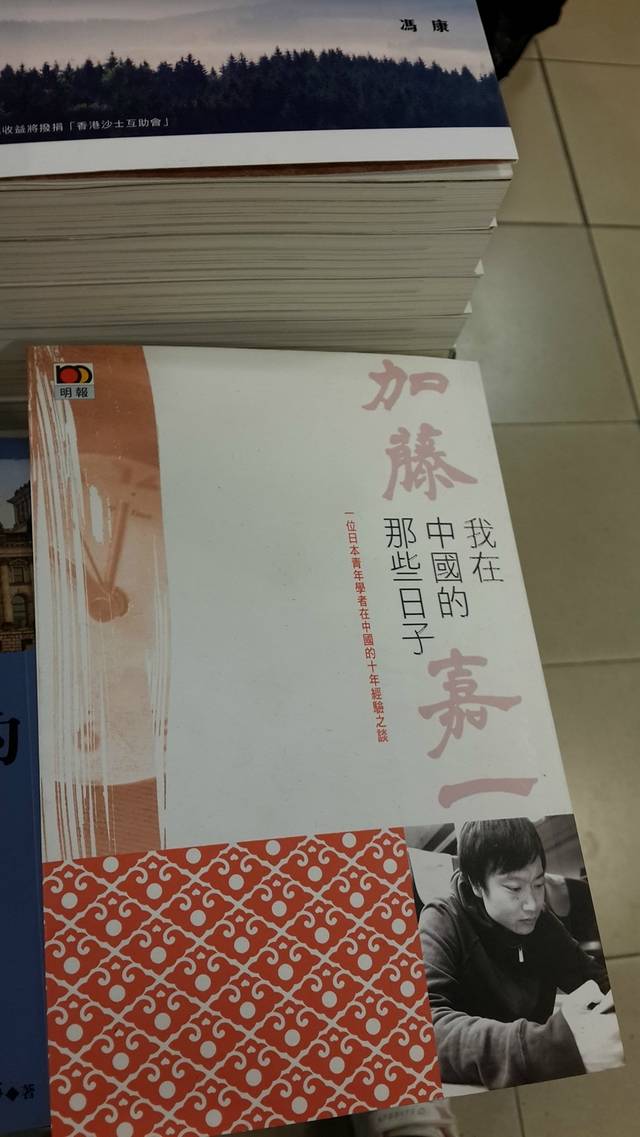 馮康
收益將撥捐「香港沙士互助會」
明報
加藤嘉一
我在
中國的
那些日子
一位日本青年學者在中國的十年經驗之談
著